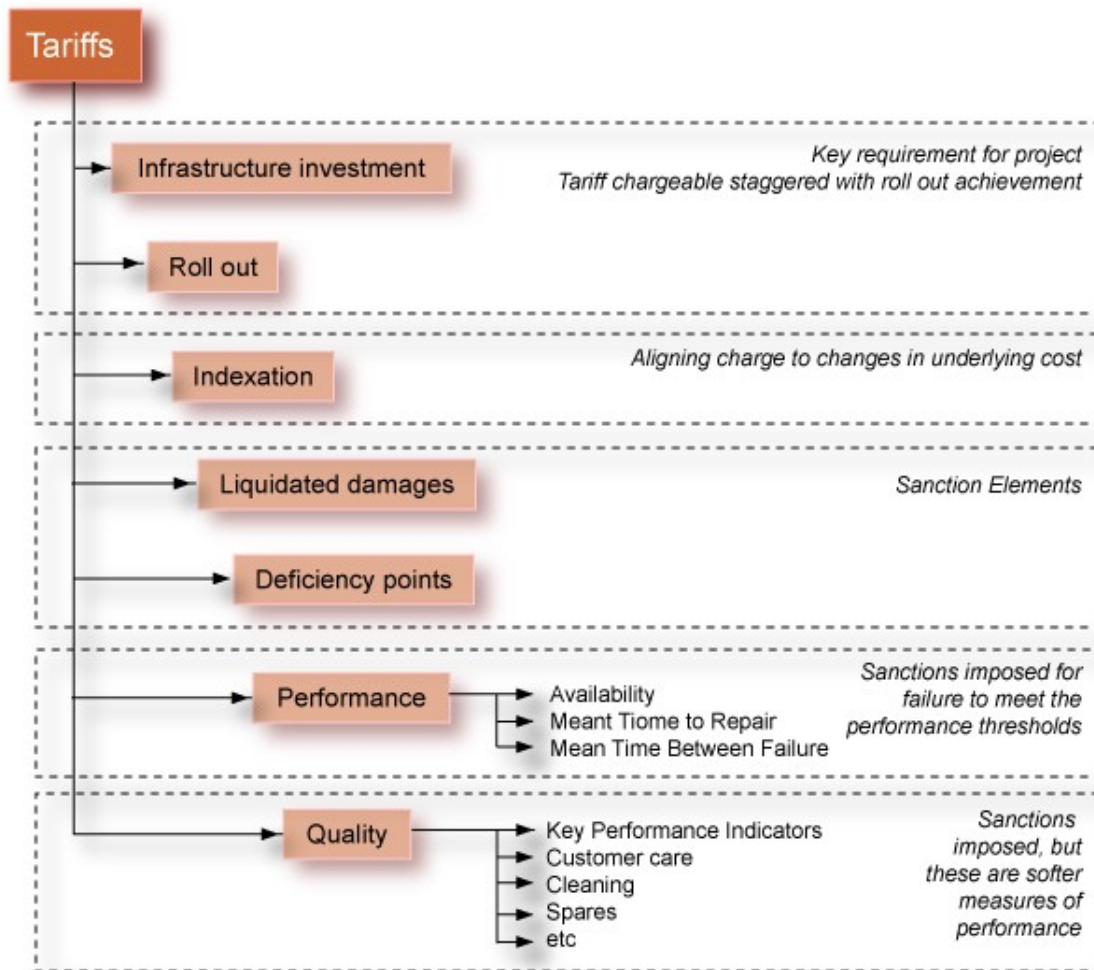 Tariffs
Infrastructure investment
Key requirement for project
Tariff chargeable staggered with roll out achievement
Roll out
Indexation
Aligning charge to changes in underlying cost
Liquidated damages
Sanction Elements
Deficiency points
Performance
Availability
Meant Tiome to Repair
Mean Time Between Failure
Sanctions imposed for
failure to meet the
performance thresholds
Quality
Key Performance Indicators
Customer care
Cleaning
Spares
etc
Sanctions
imposed, but
these are softer
measures of
performance